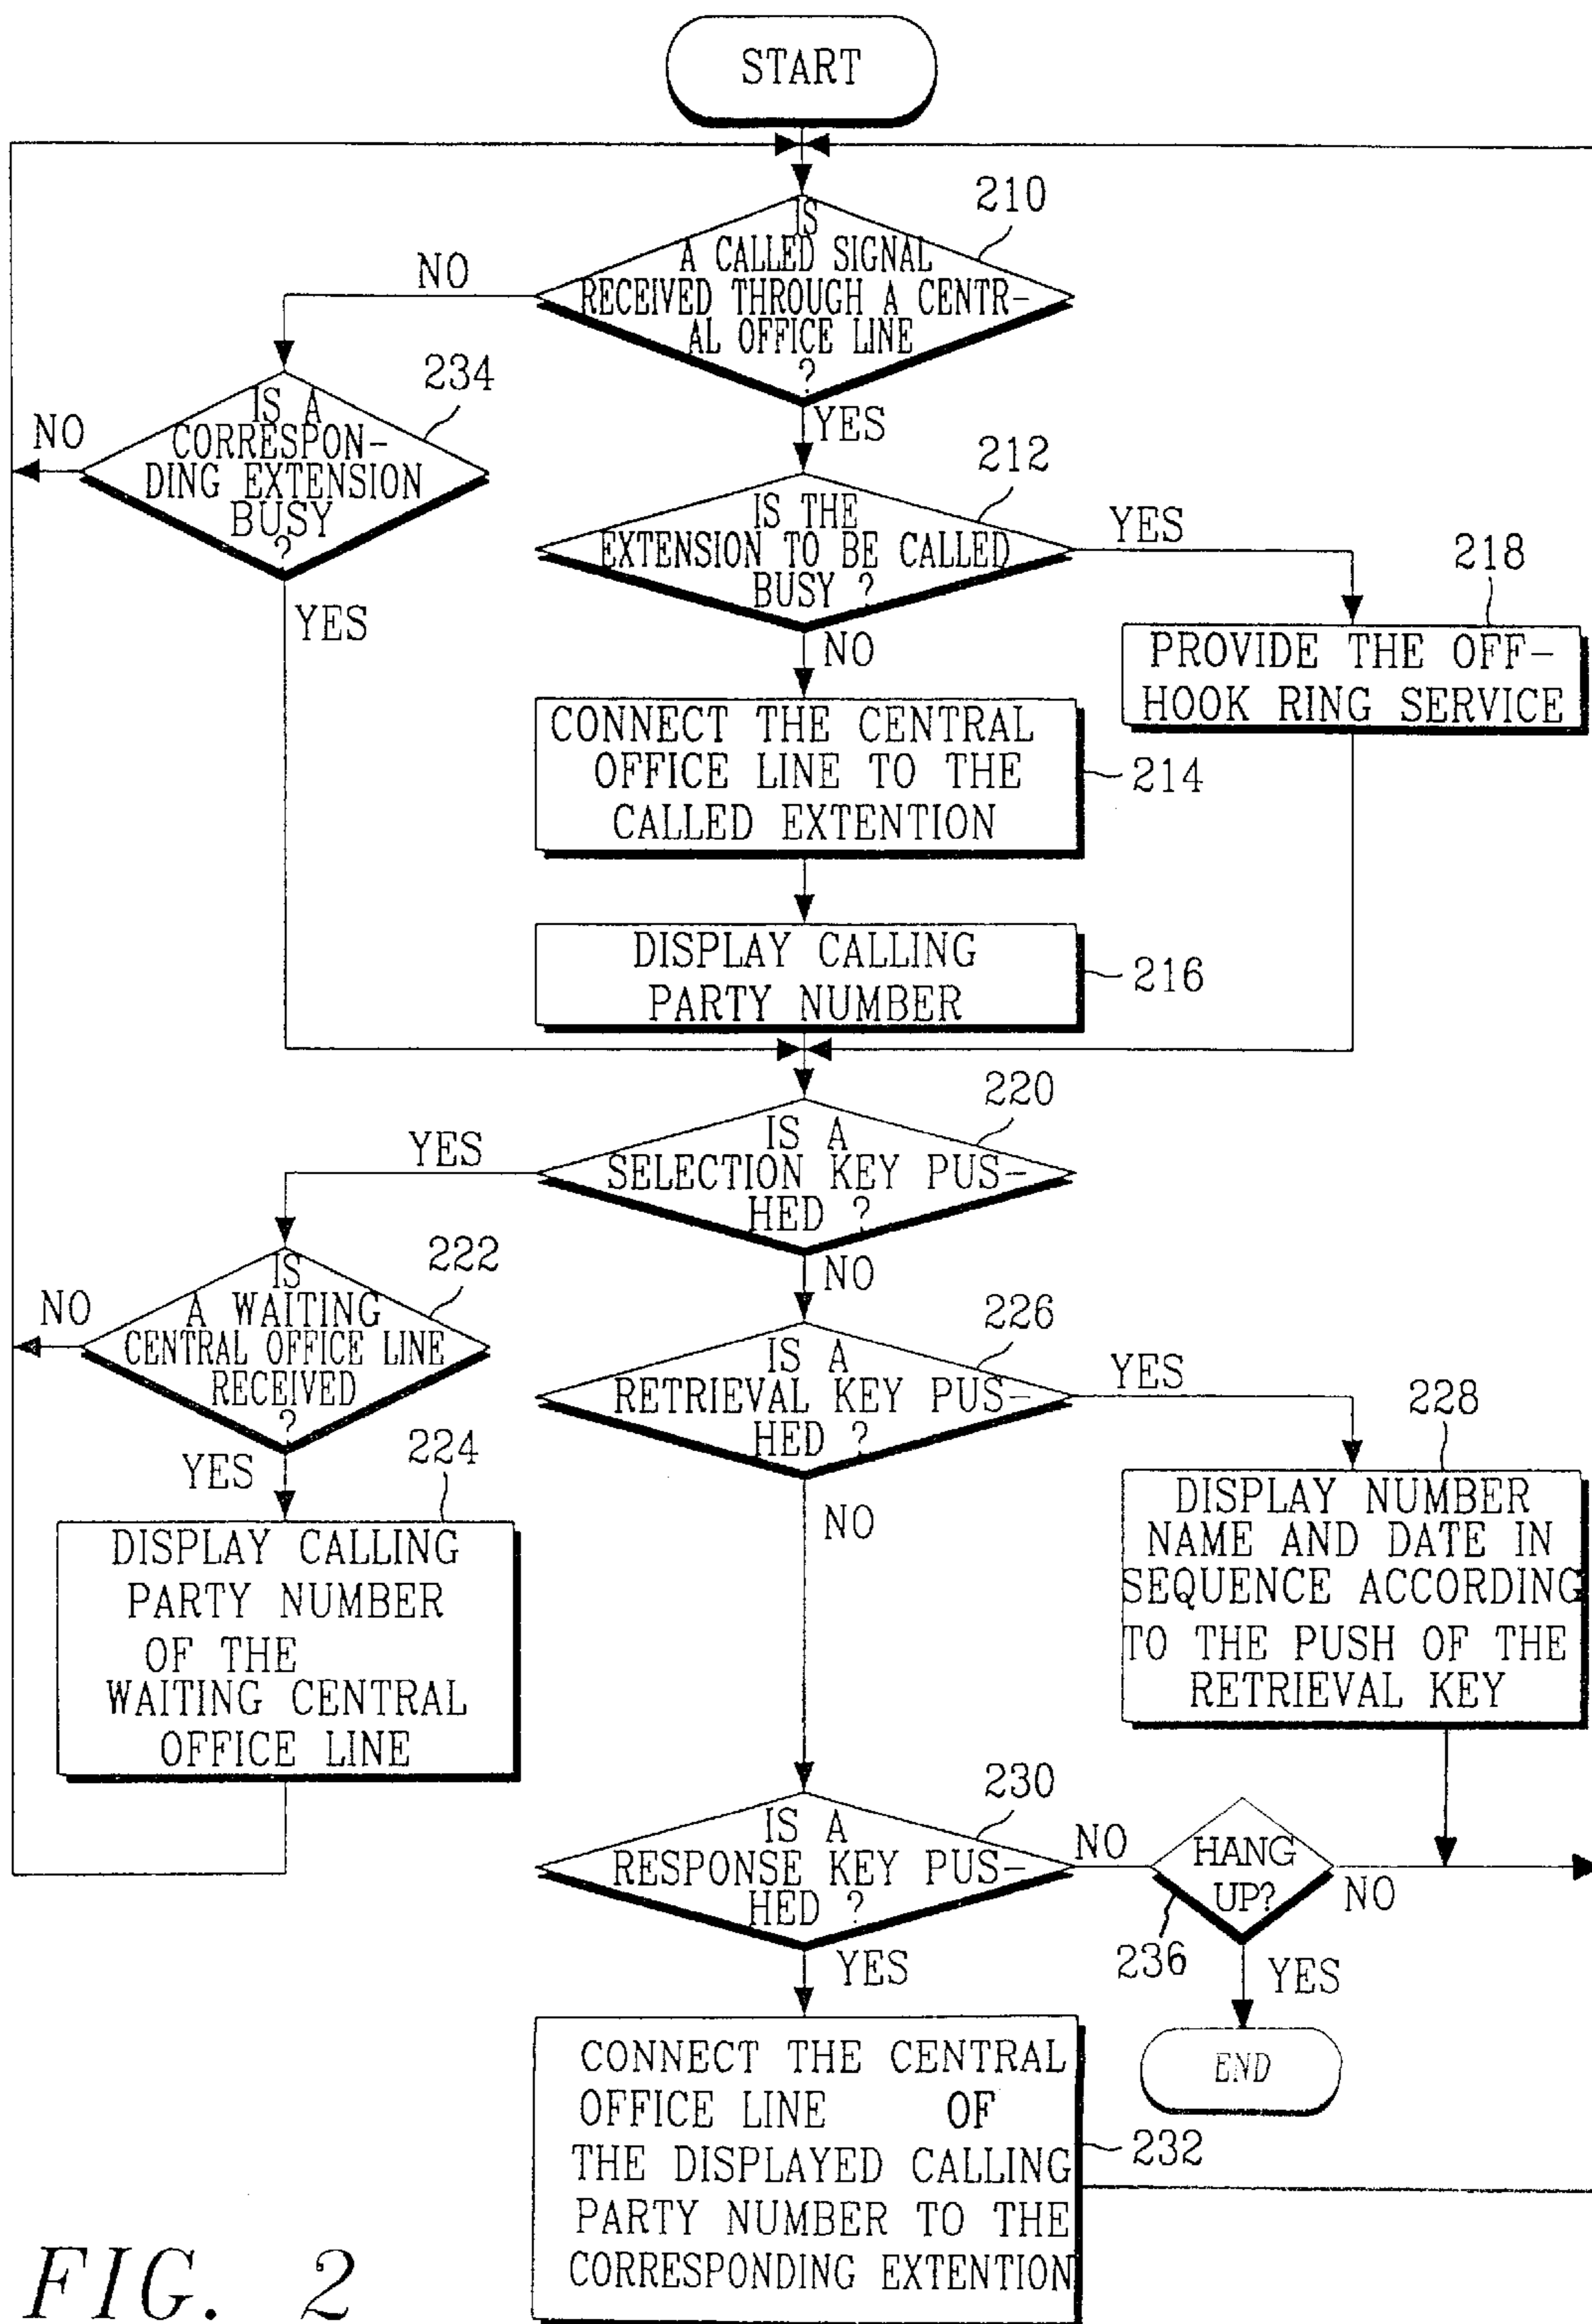 START
210
IS
A CALLED SIGNAL
RECEIVED THROUGH A CENTR-
AL OFFICE LINE
?
NO
YES
234
IS A
CORRESPON-
DING EXTENSION
BUSY
?
NO
YES
212
IS THE
EXTENSION TO BE CALLED
BUSY ?
YES
NO
218
PROVIDE THE OFF-
HOOK RING SERVICE
CONNECT THE CENTRAL
OFFICE LINE TO THE
CALLED EXTENTION
214
DISPLAY CALLING
PARTY NUMBER
216
220
IS A
SELECTION KEY PUS-
HED ?
YES
NO
222
IS
A WAITING
CENTRAL OFFICE LINE
RECEIVED
?
NO
YES
224
DISPLAY CALLING
PARTY NUMBER
OF THE
WAITING CENTRAL
OFFICE LINE
226
IS A
RETRIEVAL KEY PUS-
HED ?
YES
NO
228
DISPLAY NUMBER
NAME AND DATE IN
SEQUENCE ACCORDING
TO THE PUSH OF THE
RETRIEVAL KEY
230
IS A
RESPONSE KEY PUS-
HED ?
NO
YES
HANG
UP?
NO
236
YES
END
CONNECT THE CENTRAL
OFFICE LINE OF
THE DISPLAYED CALLING
PARTY NUMBER TO THE
CORRESPONDING EXTENTION
232
FIG. 2